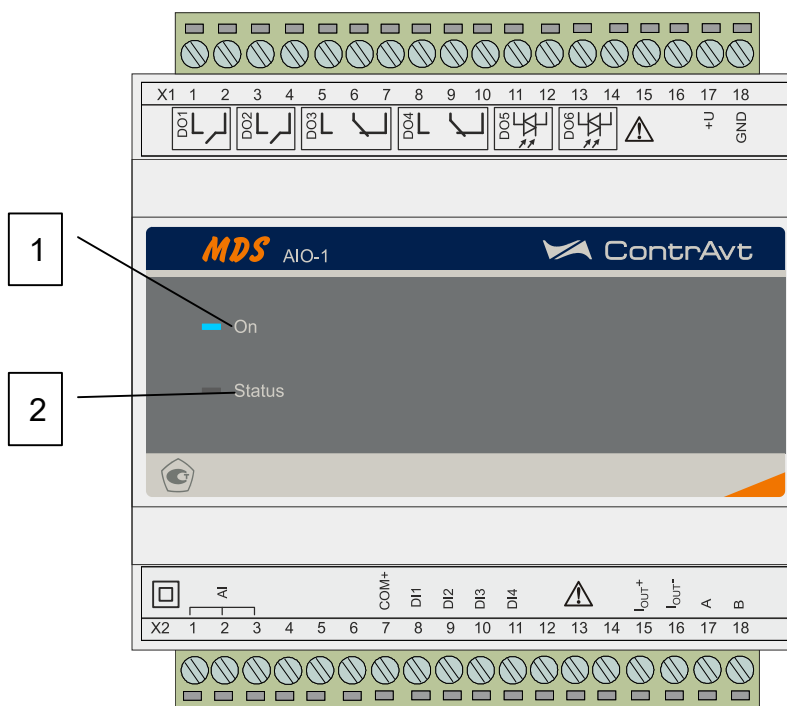 X1 1 2 3 4 5 6 7 8 9 10 11 12 13 14 15 16 17 18
DO1 DO2 DO3 DO4 DO5 DO6 +U GND
1
MDS AIO-1 ContrAvt
On
2
Status
AI COM+ DI1 DI2 DI3 DI4 IOUT+ IOUT- A B
X2 1 2 3 4 5 6 7 8 9 10 11 12 13 14 15 16 17 18